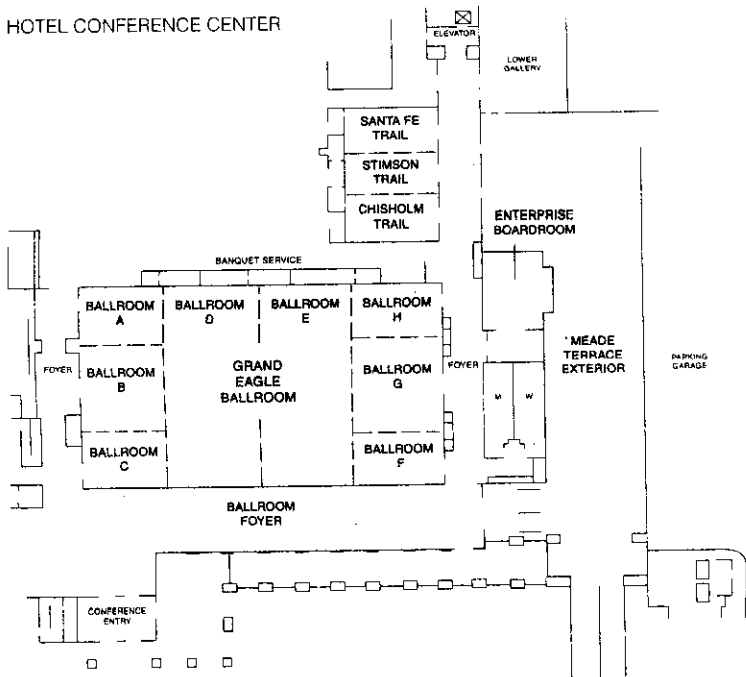 HOTEL CONFERENCE CENTER
ELEVATOR
LOWER
GALLERY
SANTA FE
TRAIL
STIMSON
TRAIL
CHISHOLM
TRAIL
ENTERPRISE
BOARDROOM
BANQUET SERVICE
BALLROOM
A
BALLROOM
D
BALLROOM
E
BALLROOM
H
FOYER
BALLROOM
B
GRAND
EAGLE
BALLROOM
BALLROOM
G
FOYER
MEADE
TERRACE
EXTERIOR
PARKING
GARAGE
M
W
BALLROOM
C
BALLROOM
F
BALLROOM
FOYER
CONFERENCE
ENTRY